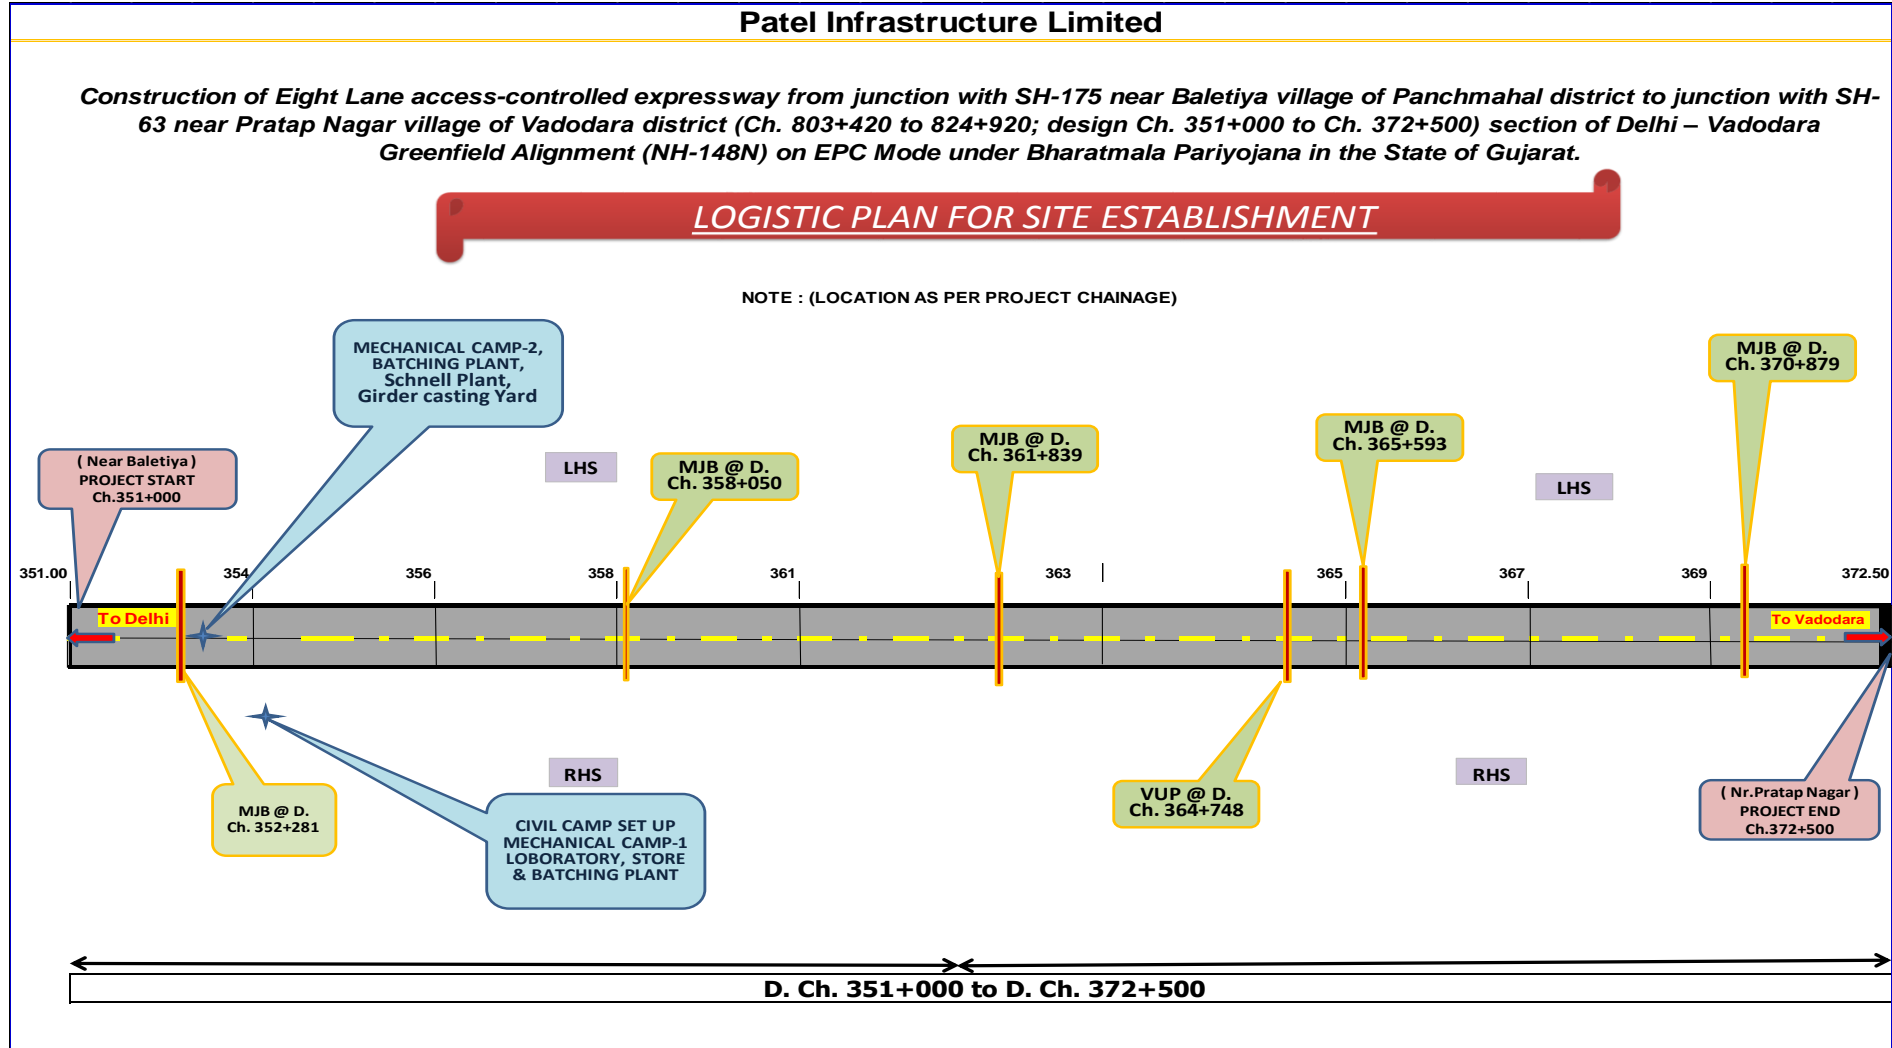 Patel Infrastructure Limited
Construction of Eight Lane access-controlled expressway from junction with SH-175 near Baletiya village of Panchmahal district to junction with SH-
63 near Pratap Nagar village of Vadodara district (Ch. 803+420 to 824+920; design Ch. 351+000 to Ch. 372+500) section of Delhi – Vadodara
Greenfield Alignment (NH-148N) on EPC Mode under Bharatmala Pariyojana in the State of Gujarat.
LOGISTIC PLAN FOR SITE ESTABLISHMENT
NOTE : (LOCATION AS PER PROJECT CHAINAGE)
MECHANICAL CAMP-2,
BATCHING PLANT,
Schnell Plant,
Girder casting Yard
MJB @ D.
Ch. 370+879
MJB @ D.
Ch. 365+593
MJB @ D.
Ch. 361+839
( Near Baletiya )
PROJECT START
Ch.351+000
LHS
MJB @ D.
Ch. 358+050
LHS
351.00
354
356
358
361
363
365
367
369
372.50
To Delhi
To Vadodara
RHS
RHS
MJB @ D.
Ch. 352+281
CIVIL CAMP SET UP
MECHANICAL CAMP-1
LOBORATORY, STORE
& BATCHING PLANT
VUP @ D.
Ch. 364+748
( Nr.Pratap Nagar )
PROJECT END
Ch.372+500
D. Ch. 351+000 to D. Ch. 372+500